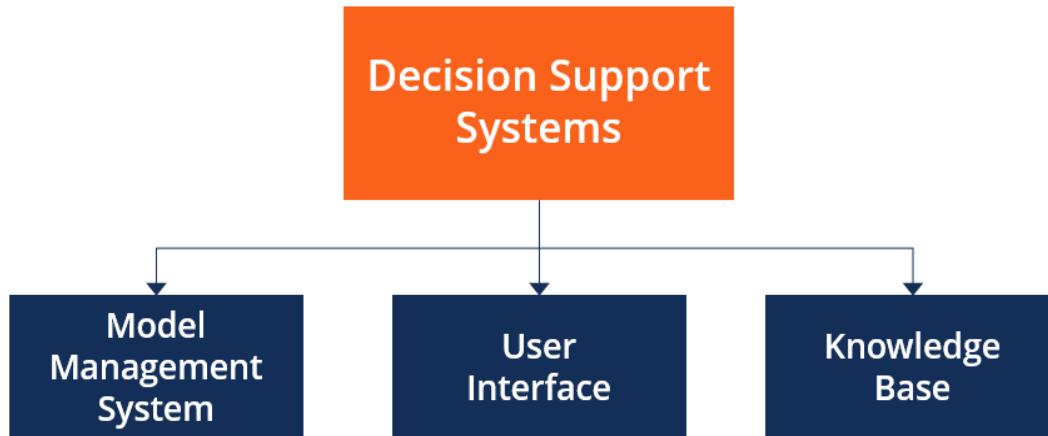 Decision Support
Systems
Model
Management
System
User
Interface
Knowledge
Base